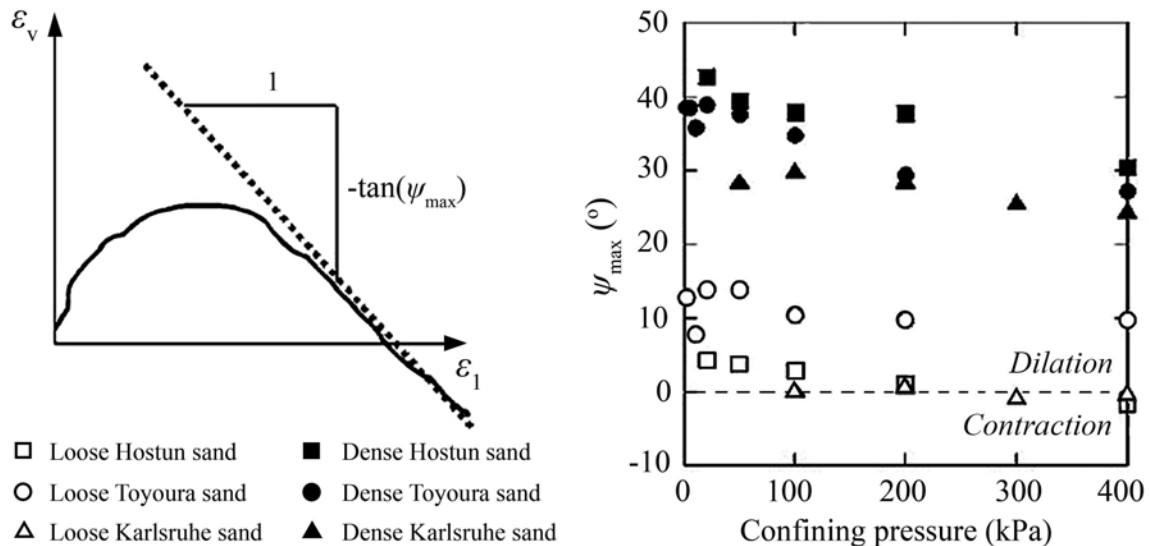 εv
1
-tan(ψmax)
ε1
□ Loose Hostun sand
■ Dense Hostun sand
○ Loose Toyoura sand
● Dense Toyoura sand
△ Loose Karlsruhe sand
▲ Dense Karlsruhe sand
ψmax (°)
50
40
30
20
10
0
-10
Dilation
Contraction
0 100 200 300 400
Confining pressure (kPa)